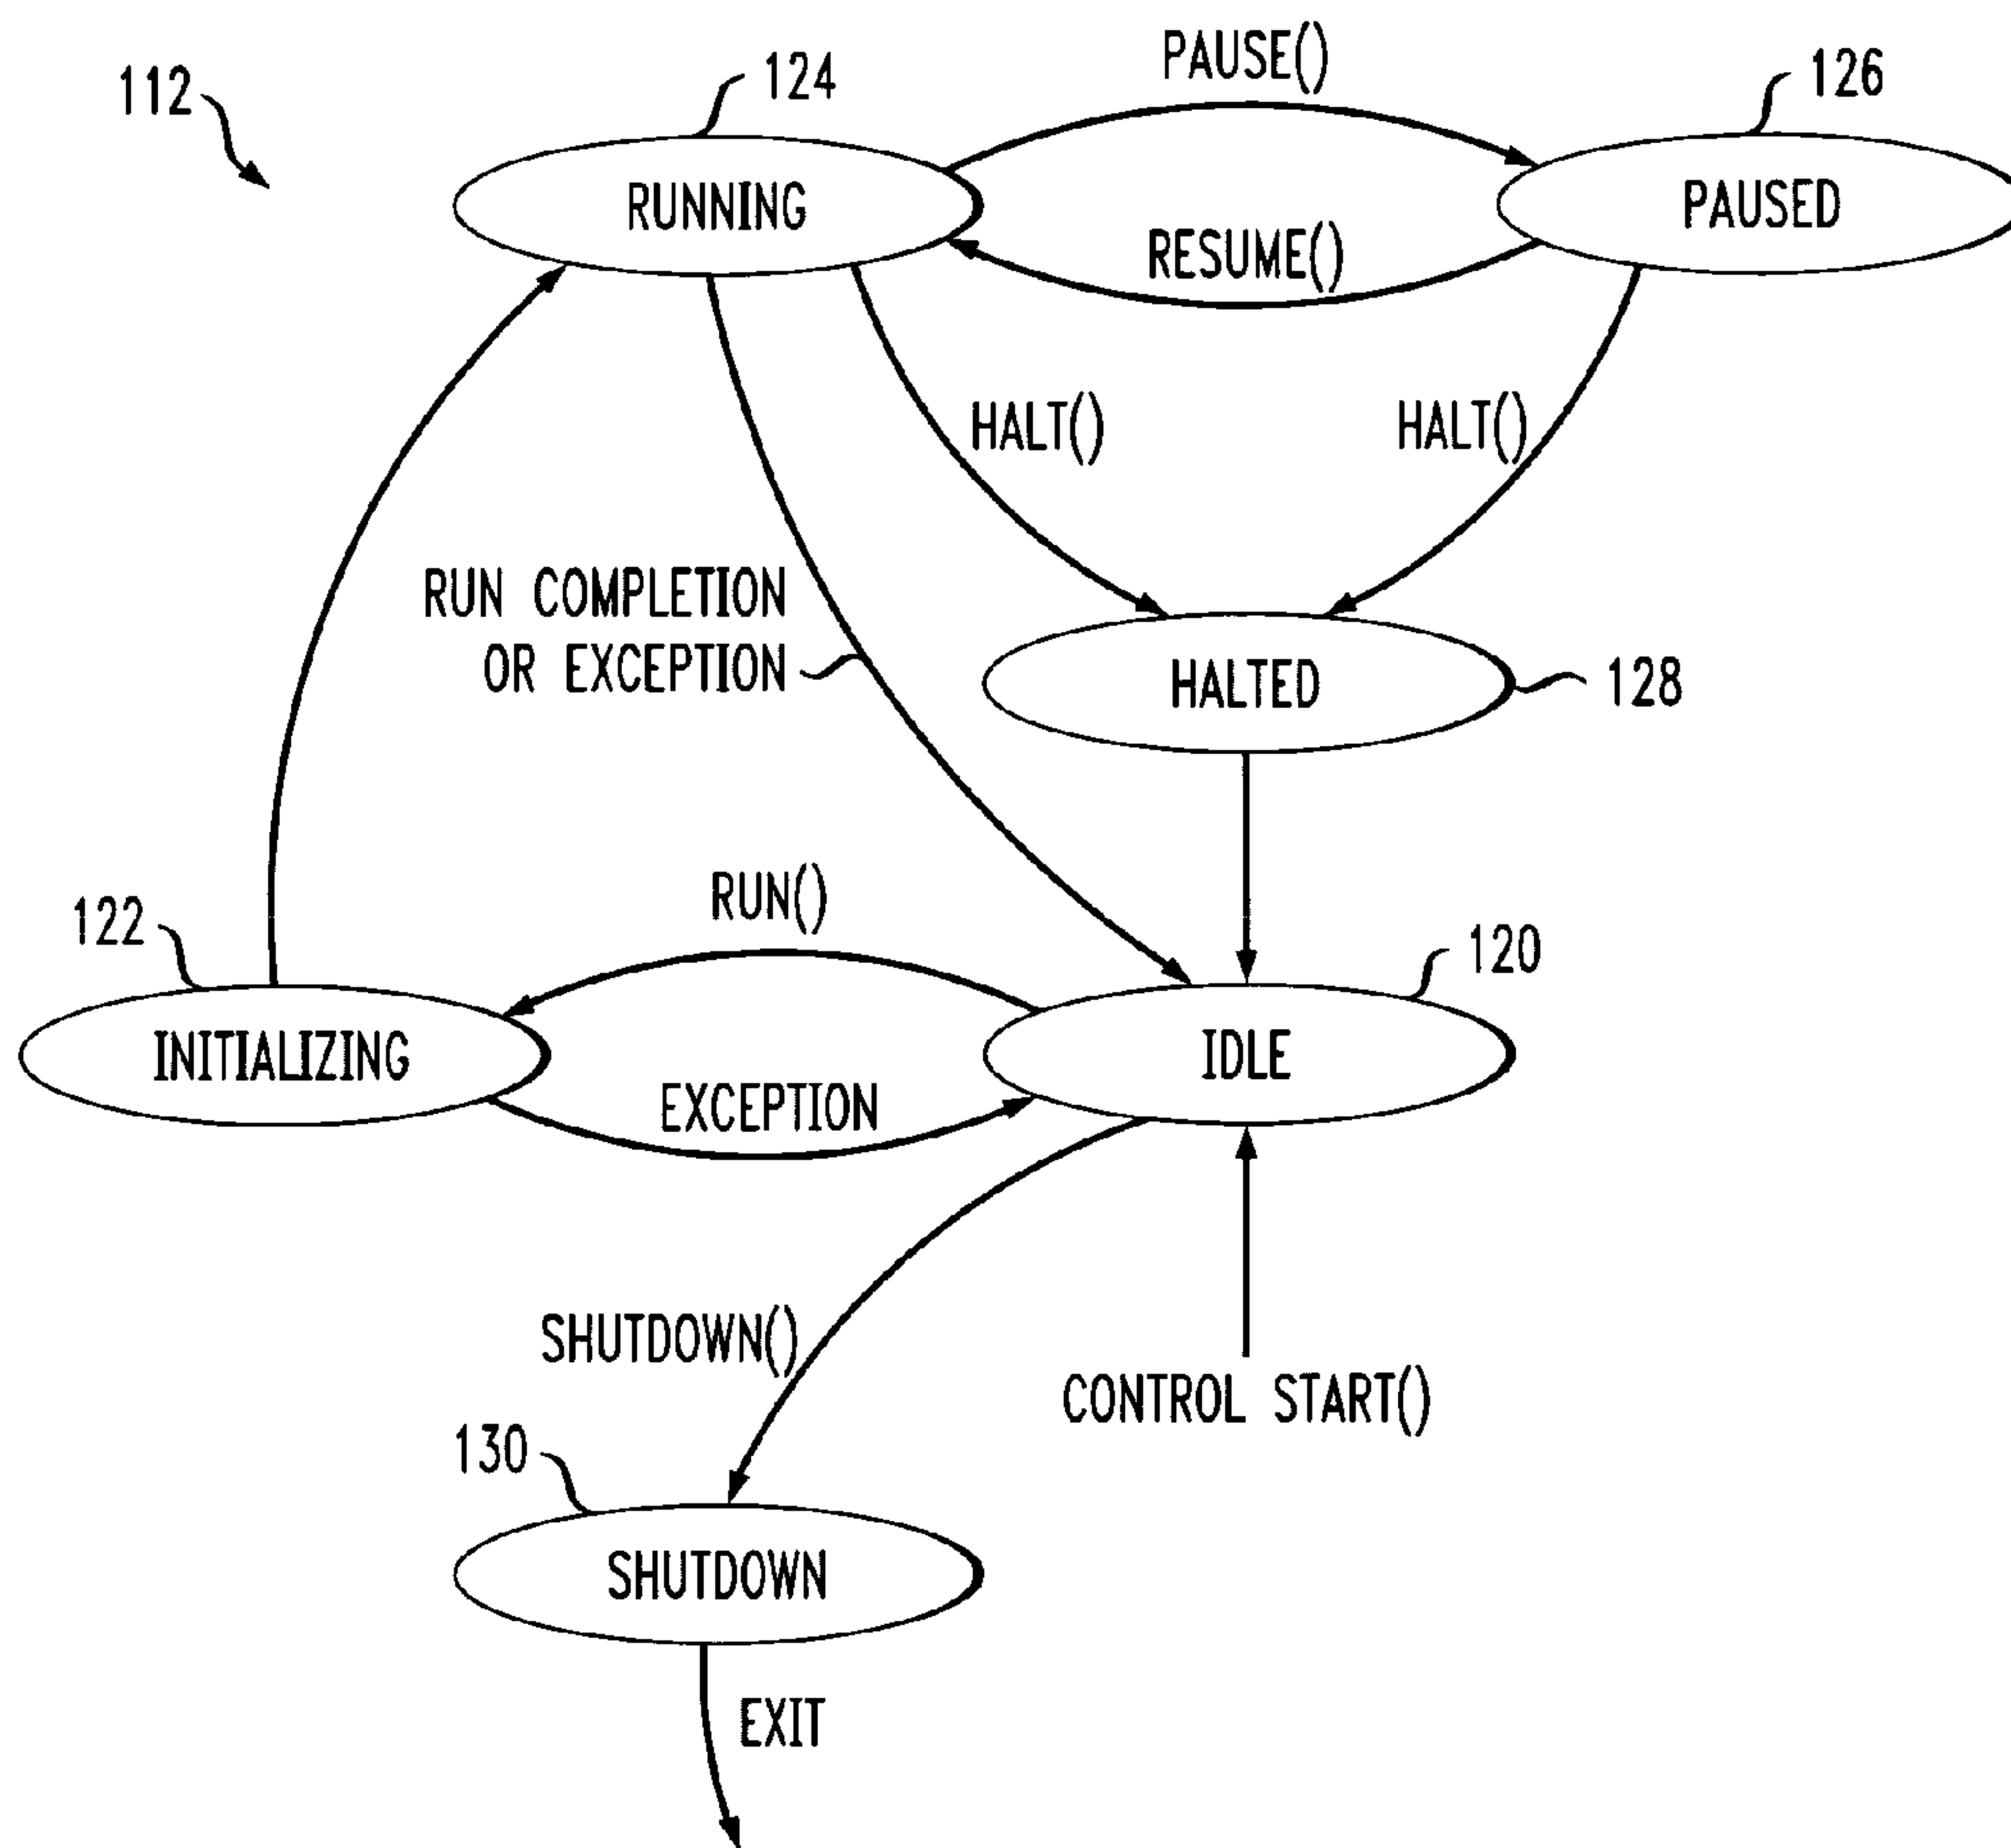 PAUSE()
112
124
126
RUNNING
PAUSED
RESUME()
HALT()
HALT()
RUN COMPLETION
OR EXCEPTION
HALTED
128
RUN()
122
120
INITIALIZING
IDLE
EXCEPTION
SHUTDOWN()
CONTROL START()
130
SHUTDOWN
EXIT